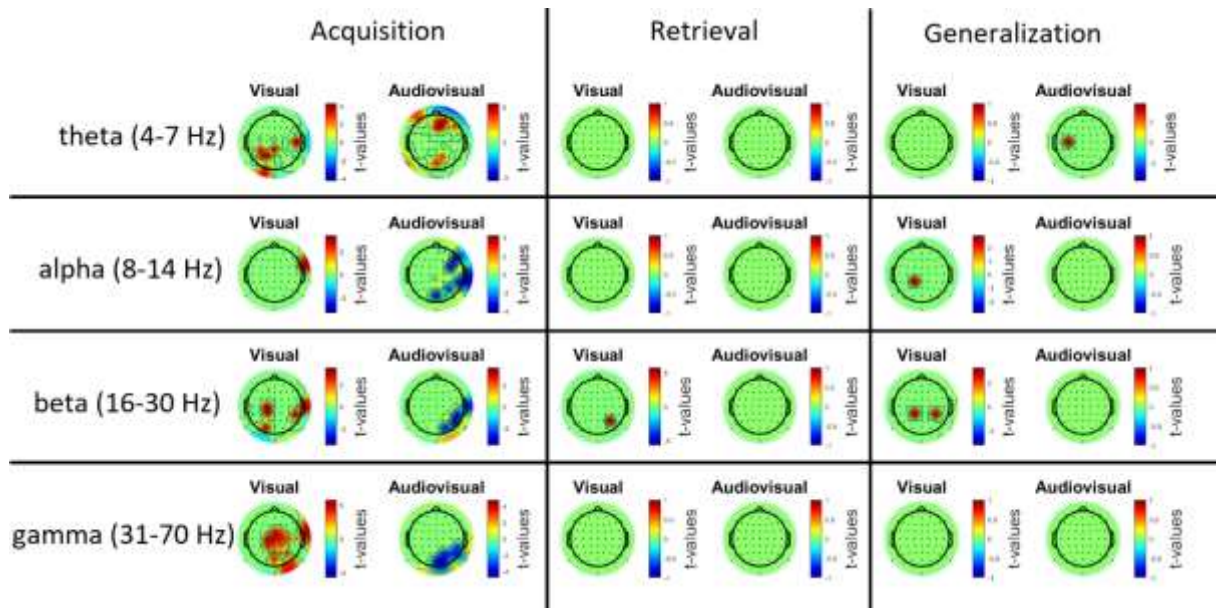 Acquisition Retrieval Generalization
Visual Audiovisual Visual Audiovisual Visual Audiovisual
theta (4-7 Hz) t-values t-values t-values t-values t-values t-values
Visual Audiovisual Visual Audiovisual Visual Audiovisual
alpha (8-14 Hz) t-values t-values t-values t-values t-values t-values
Visual Audiovisual Visual Audiovisual Visual Audiovisual
beta (16-30 Hz) t-values t-values t-values t-values t-values t-values
Visual Audiovisual Visual Audiovisual Visual Audiovisual
gamma (31-70 Hz) t-values t-values t-values t-values t-values t-values